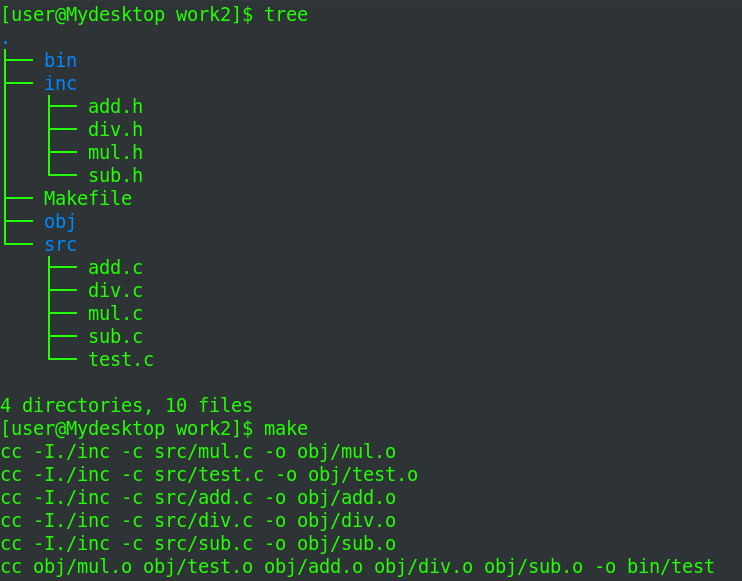 [user@Mydesktop work2]$ tree
.
├── bin
├── inc
│   ├── add.h
│   ├── div.h
│   ├── mul.h
│   └── sub.h
├── Makefile
├── obj
└── src
    ├── add.c
    ├── div.c
    ├── mul.c
    ├── sub.c
    └── test.c
4 directories, 10 files
[user@Mydesktop work2]$ make
cc -I./inc -c src/mul.c -o obj/mul.o
cc -I./inc -c src/test.c -o obj/test.o
cc -I./inc -c src/add.c -o obj/add.o
cc -I./inc -c src/div.c -o obj/div.o
cc -I./inc -c src/sub.c -o obj/sub.o
cc obj/mul.o obj/test.o obj/add.o obj/div.o obj/sub.o -o bin/test